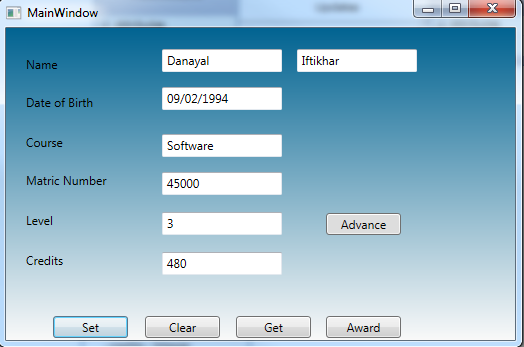 MainWindow
Name Danayal Iftikhar
Date of Birth 09/02/1994
Course Software
Matric Number 45000
Level 3 Advance
Credits 480
Set Clear Get Award